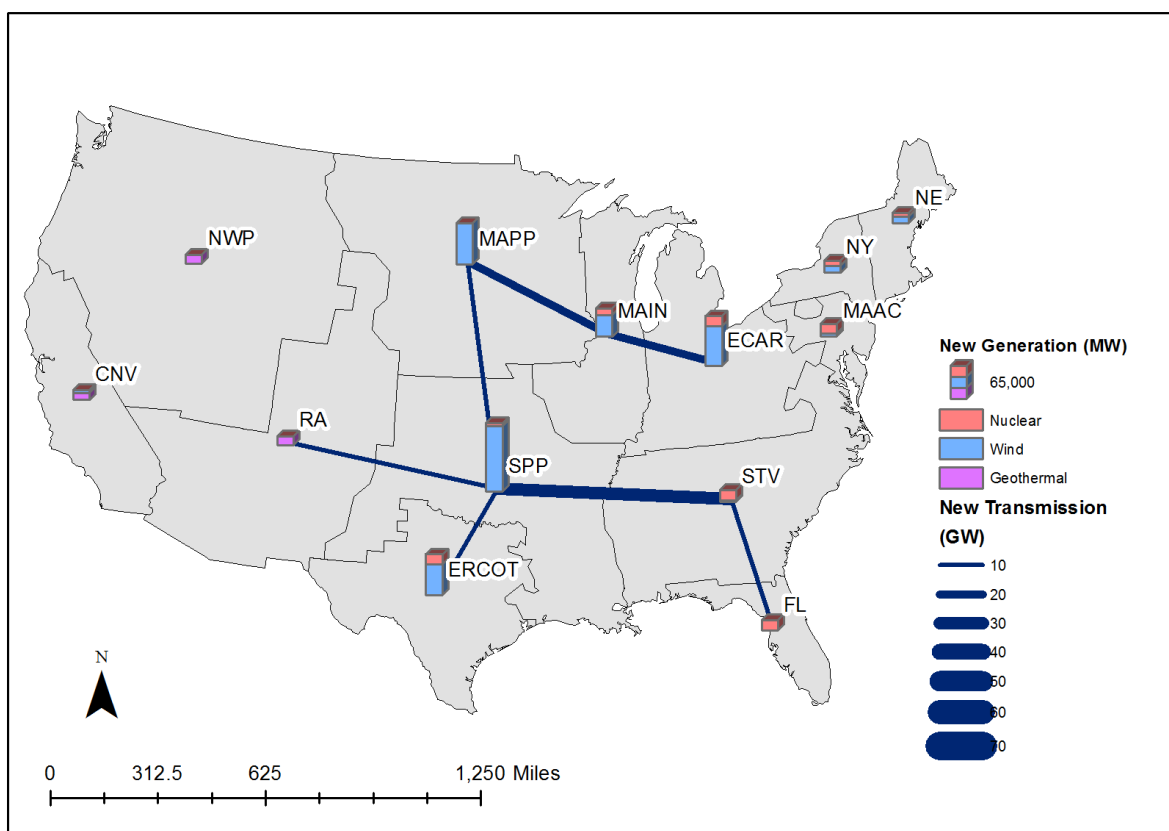 NE
NWP
MAPP
NY
MAIN
MAAC
ECAR
New Generation (MW)
65,000
CNV
RA
Nuclear
Wind
SPP
STV
Geothermal
New Transmission
(GW)
ERCOT
10
20
FL
30
40
50
60
70
N
0 312.5 625 1,250 Miles